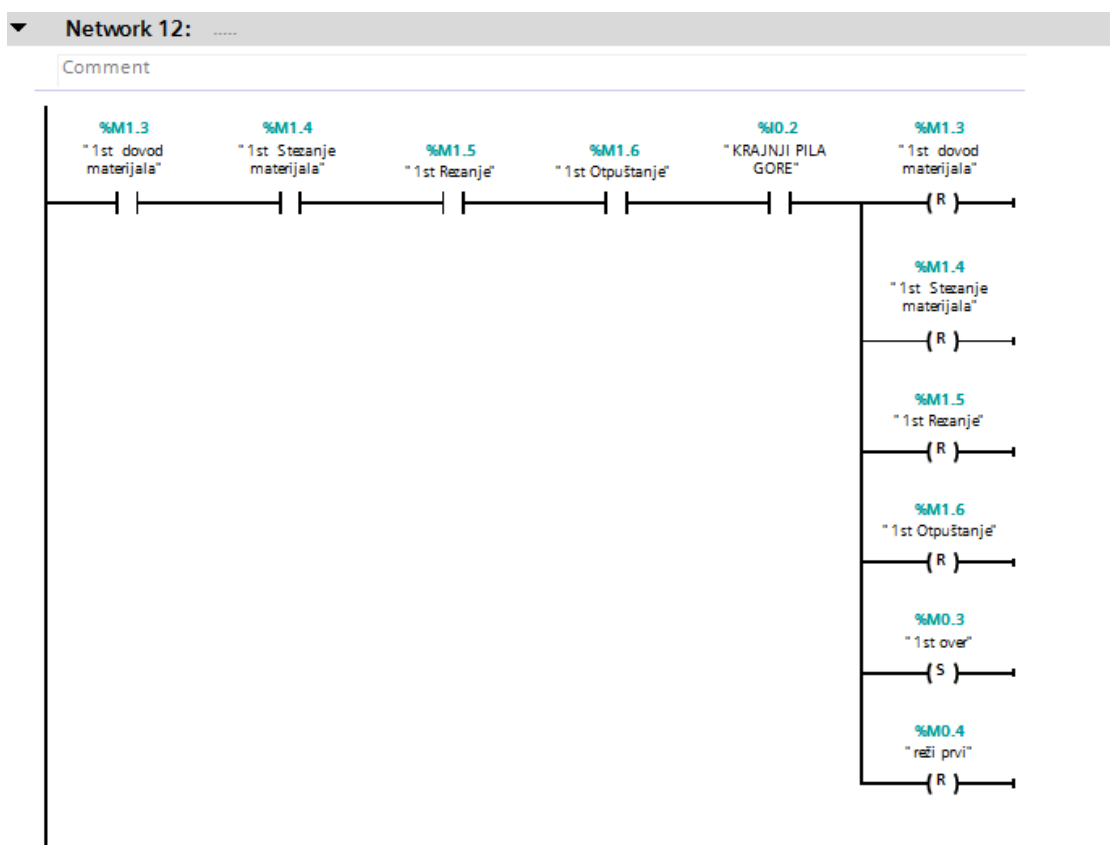 Network 12: .....
Comment
%M1.3
"1st dovod
materijala"
%M1.4
"1st Stezanje
materijala"
%M1.5
"1st Rezanje"
%M1.6
"1st Otpuštanje"
%I0.2
"KRAJNJI PILA
GORE"
%M1.3
"1st dovod
materijala"
R
%M1.4
"1st Stezanje
materijala"
R
%M1.5
"1st Rezanje"
R
%M1.6
"1st Otpuštanje"
R
%M0.3
"1st over"
S
%M0.4
"reži prvi"
R